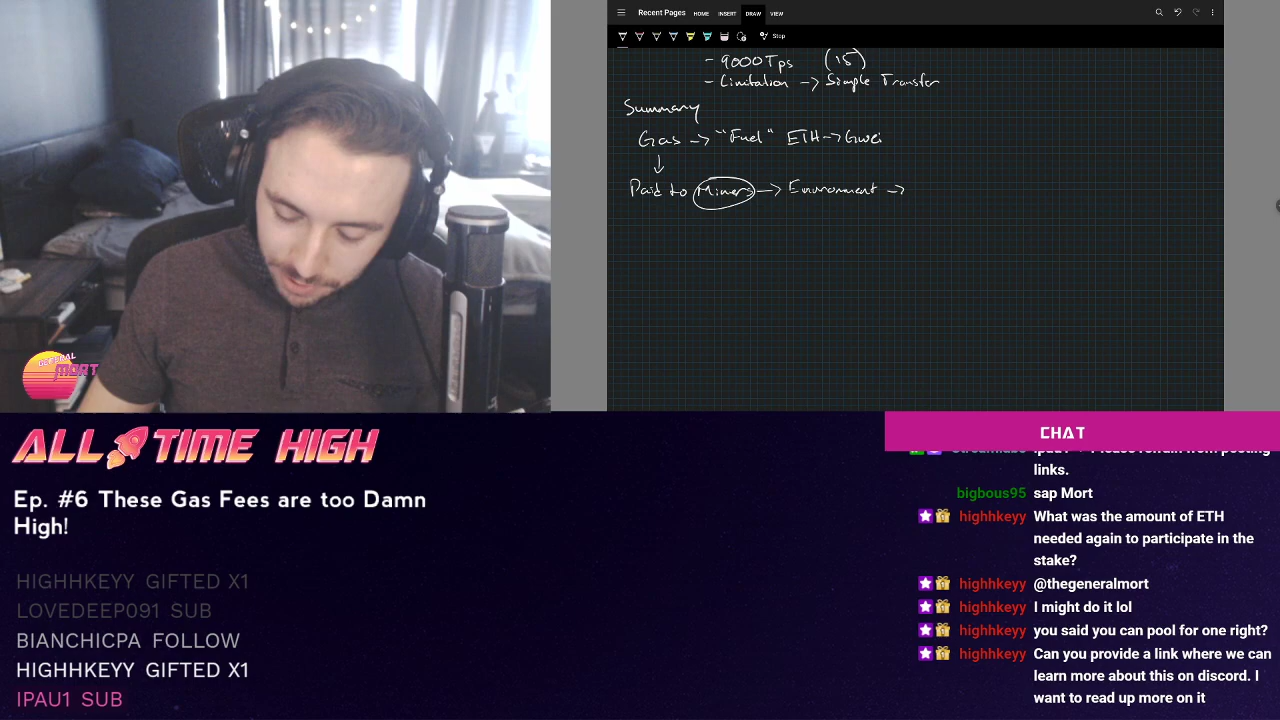 Recent Pages HOME INSERT DRAW VIEW
Stop
- 9000Tps (15)
- Limitation -> Simple Transfer
Summary
Gas -> "Fuel" ETH -> Gwei
↓
Paid to Miners -> Environment ->
GENERAL
MORT
ALL TIME HIGH
Ep. #6 These Gas Fees are too Damn
High!
HIGHHKEYY GIFTED X1
LOVEDEEP091 SUB
BIANCHICPA FOLLOW
HIGHHKEYY GIFTED X1
IPAU1 SUB
CHAT
links.
bigbous95 sap Mort
highhkeyy What was the amount of ETH
needed again to participate in the
stake?
highhkeyy @thegeneralmort
highhkeyy I might do it lol
highhkeyy you said you can pool for one right?
highhkeyy Can you provide a link where we can
learn more about this on discord. I
want to read up more on it